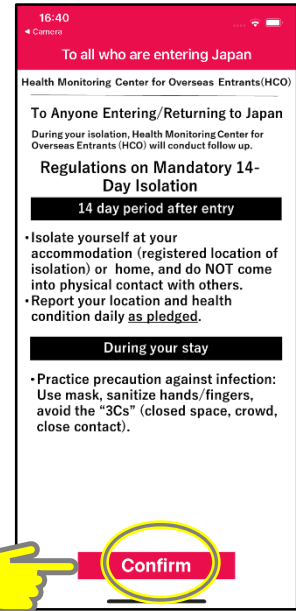 16:40
◀ Camera
To all who are entering Japan
Health Monitoring Center for Overseas Entrants(HCO)
To Anyone Entering/Returning to Japan
During your isolation, Health Monitoring Center for
Overseas Entrants (HCO) will conduct follow up.
Regulations on Mandatory 14-
Day Isolation
14 day period after entry
・Isolate yourself at your
accommodation (registered location of
isolation) or home, and do NOT come
into physical contact with others.
・Report your location and health
condition daily as pledged.
During your stay
・Practice precaution against infection:
Use mask, sanitize hands/fingers,
avoid the “3Cs” (closed space, crowd,
close contact).
Confirm